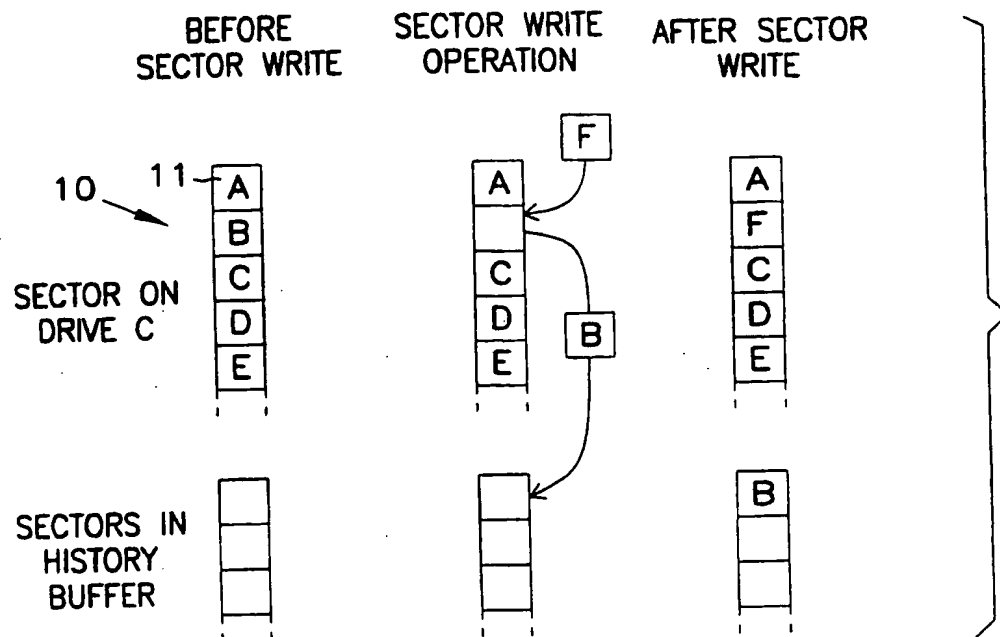 BEFORE
SECTOR WRITE
SECTOR WRITE
OPERATION
AFTER SECTOR
WRITE
10
11
SECTOR ON
DRIVE C
A
B
C
D
E
F
A
C
D
E
B
A
F
C
D
E
SECTORS IN
HISTORY
BUFFER
B